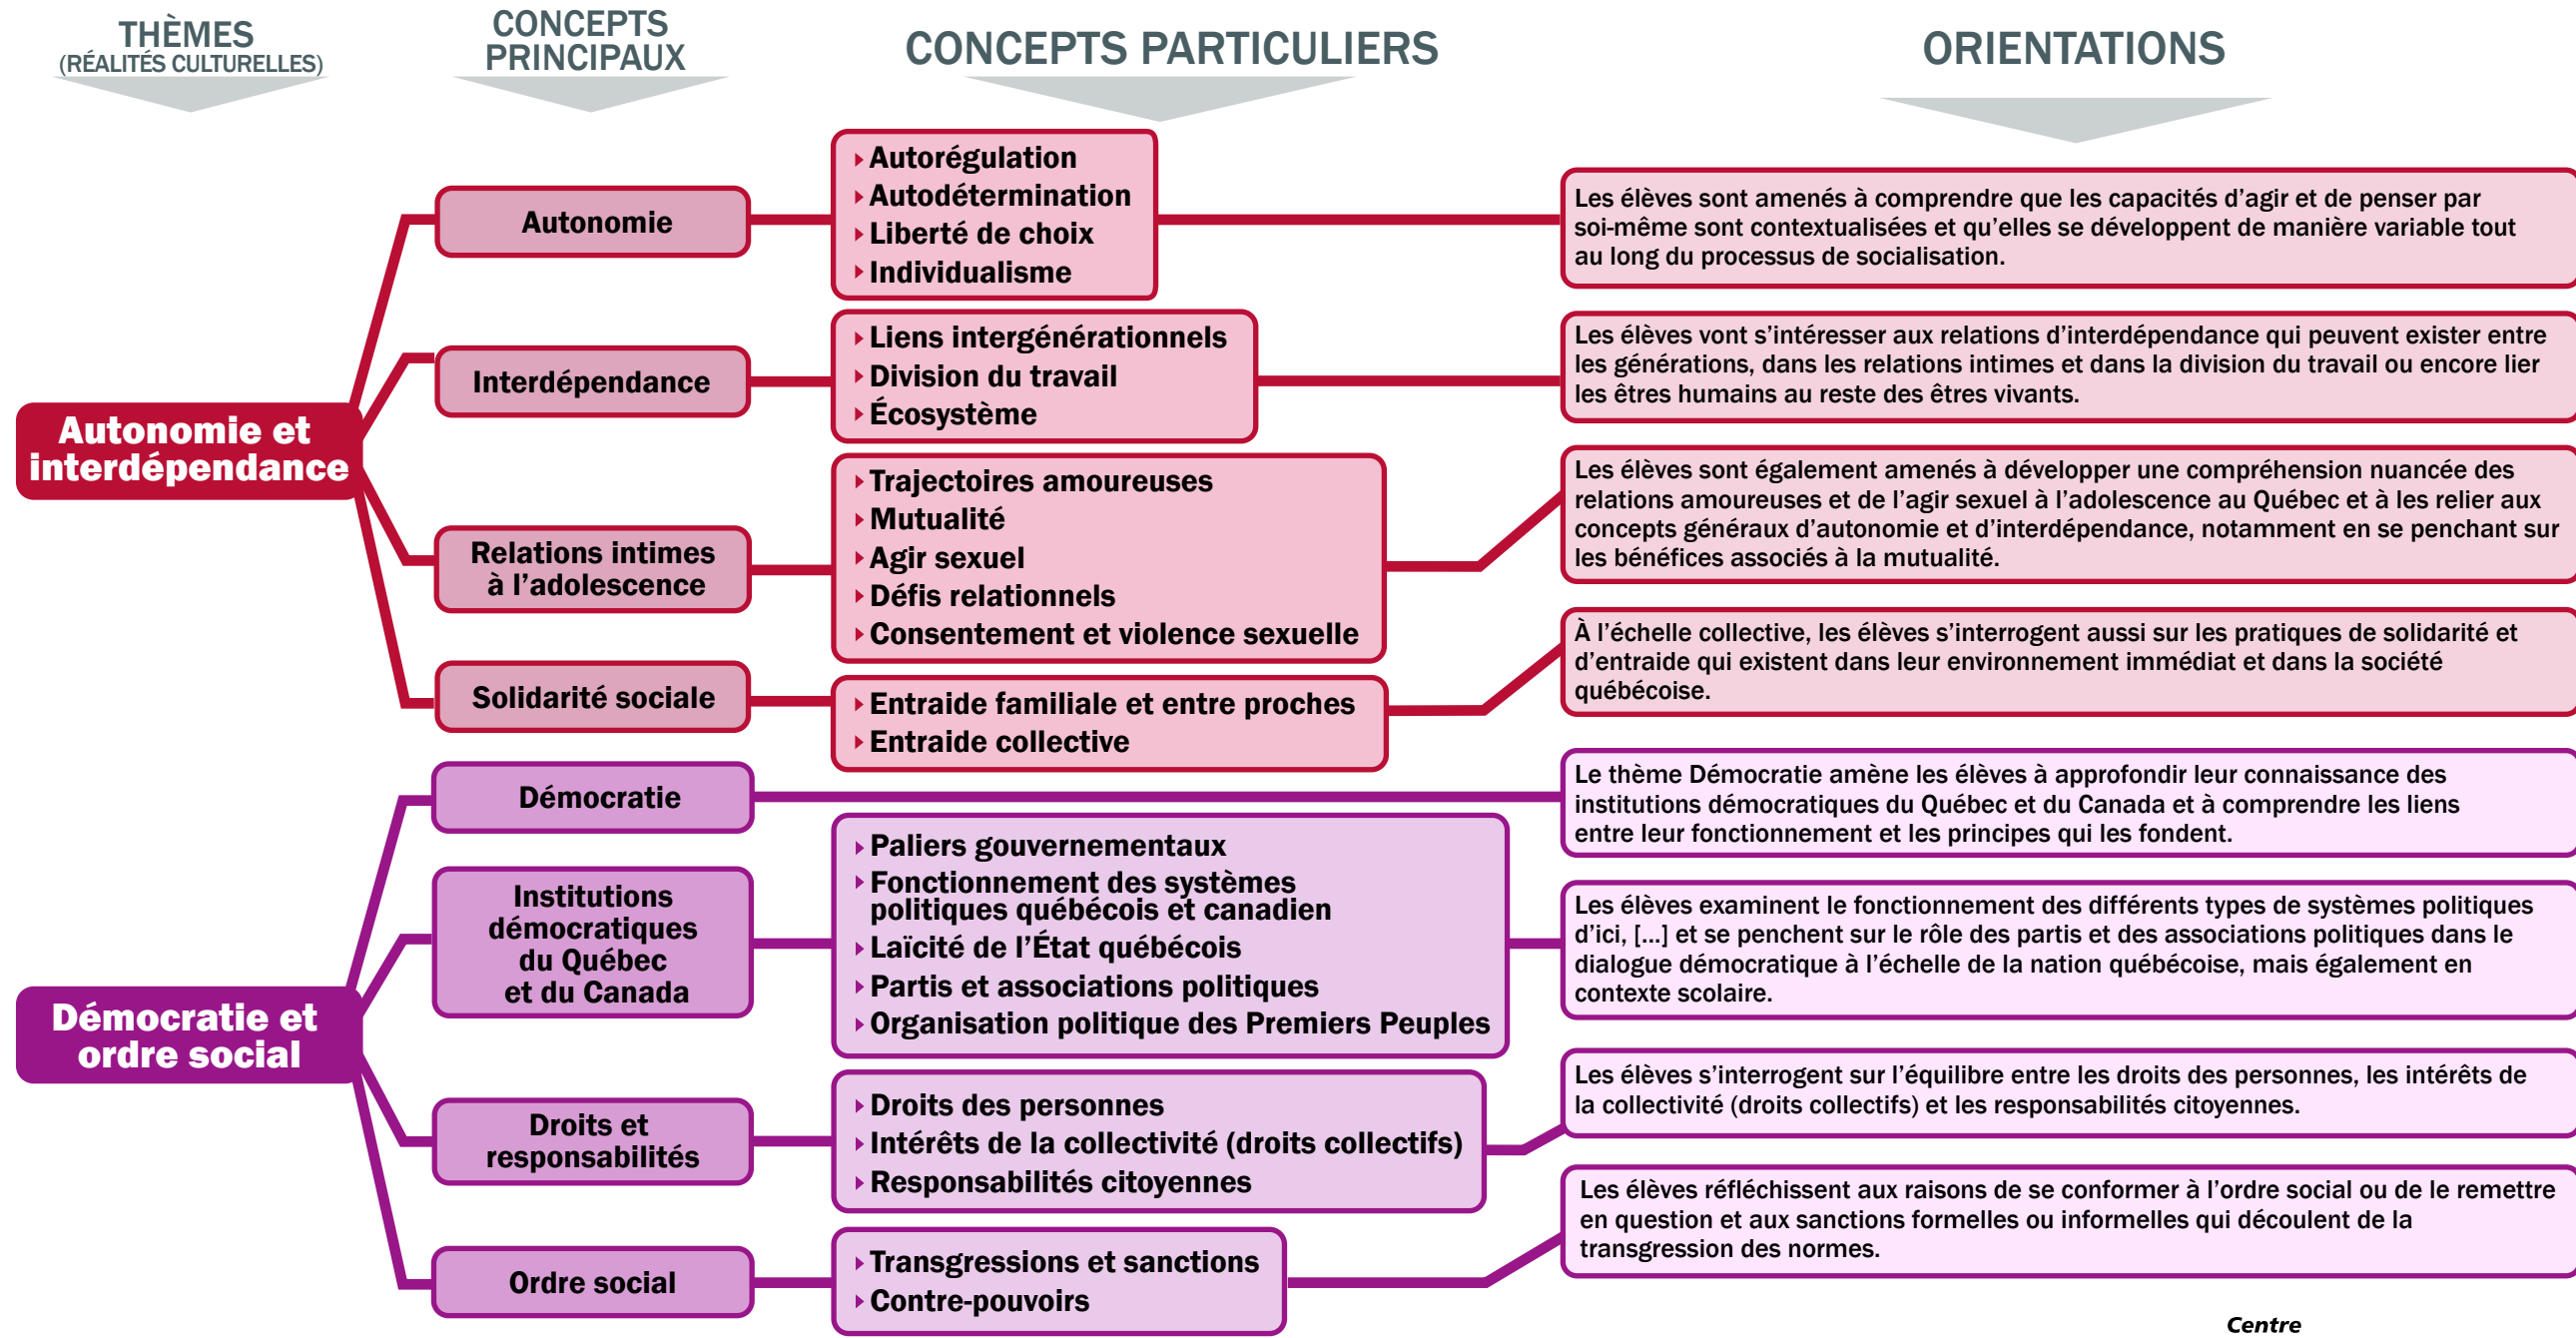 THÈMES
(RÉALITÉS CULTURELLES)
CONCEPTS
PRINCIPAUX
CONCEPTS PARTICULIERS
ORIENTATIONS
Autonomie et
interdépendance
Autonomie
Autorégulation
Autodétermination
Liberté de choix
Individualisme
Les élèves sont amenés à comprendre que les capacités d’agir et de penser par
soi-même sont contextualisées et qu’elles se développent de manière variable tout
au long du processus de socialisation.
Interdépendance
Liens intergénérationnels
Division du travail
Écosystème
Les élèves vont s’intéresser aux relations d’interdépendance qui peuvent exister entre
les générations, dans les relations intimes et dans la division du travail ou encore lier
les êtres humains au reste des êtres vivants.
Relations intimes
à l’adolescence
Trajectoires amoureuses
Mutualité
Agir sexuel
Défis relationnels
Consentement et violence sexuelle
Les élèves sont également amenés à développer une compréhension nuancée des
relations amoureuses et de l’agir sexuel à l’adolescence au Québec et à les relier aux
concepts généraux d’autonomie et d’interdépendance, notamment en se penchant sur
les bénéfices associés à la mutualité.
Solidarité sociale
Entraide familiale et entre proches
Entraide collective
À l’échelle collective, les élèves s’interrogent aussi sur les pratiques de solidarité et
d’entraide qui existent dans leur environnement immédiat et dans la société
québécoise.
Démocratie et
ordre social
Démocratie
Le thème Démocratie amène les élèves à approfondir leur connaissance des
institutions démocratiques du Québec et du Canada et à comprendre les liens
entre leur fonctionnement et les principes qui les fondent.
Institutions
démocratiques
du Québec
et du Canada
Paliers gouvernementaux
Fonctionnement des systèmes
politiques québécois et canadien
Laïcité de l’État québécois
Partis et associations politiques
Organisation politique des Premiers Peuples
Les élèves examinent le fonctionnement des différents types de systèmes politiques
d’ici, [...] et se penchent sur le rôle des partis et des associations politiques dans le
dialogue démocratique à l’échelle de la nation québécoise, mais également en
contexte scolaire.
Droits et
responsabilités
Droits des personnes
Intérêts de la collectivité (droits collectifs)
Responsabilités citoyennes
Les élèves s’interrogent sur l’équilibre entre les droits des personnes, les intérêts de
la collectivité (droits collectifs) et les responsabilités citoyennes.
Ordre social
Transgressions et sanctions
Contre-pouvoirs
Les élèves réfléchissent aux raisons de se conformer à l’ordre social ou de le remettre
en question et aux sanctions formelles ou informelles qui découlent de la
transgression des normes.
Centre